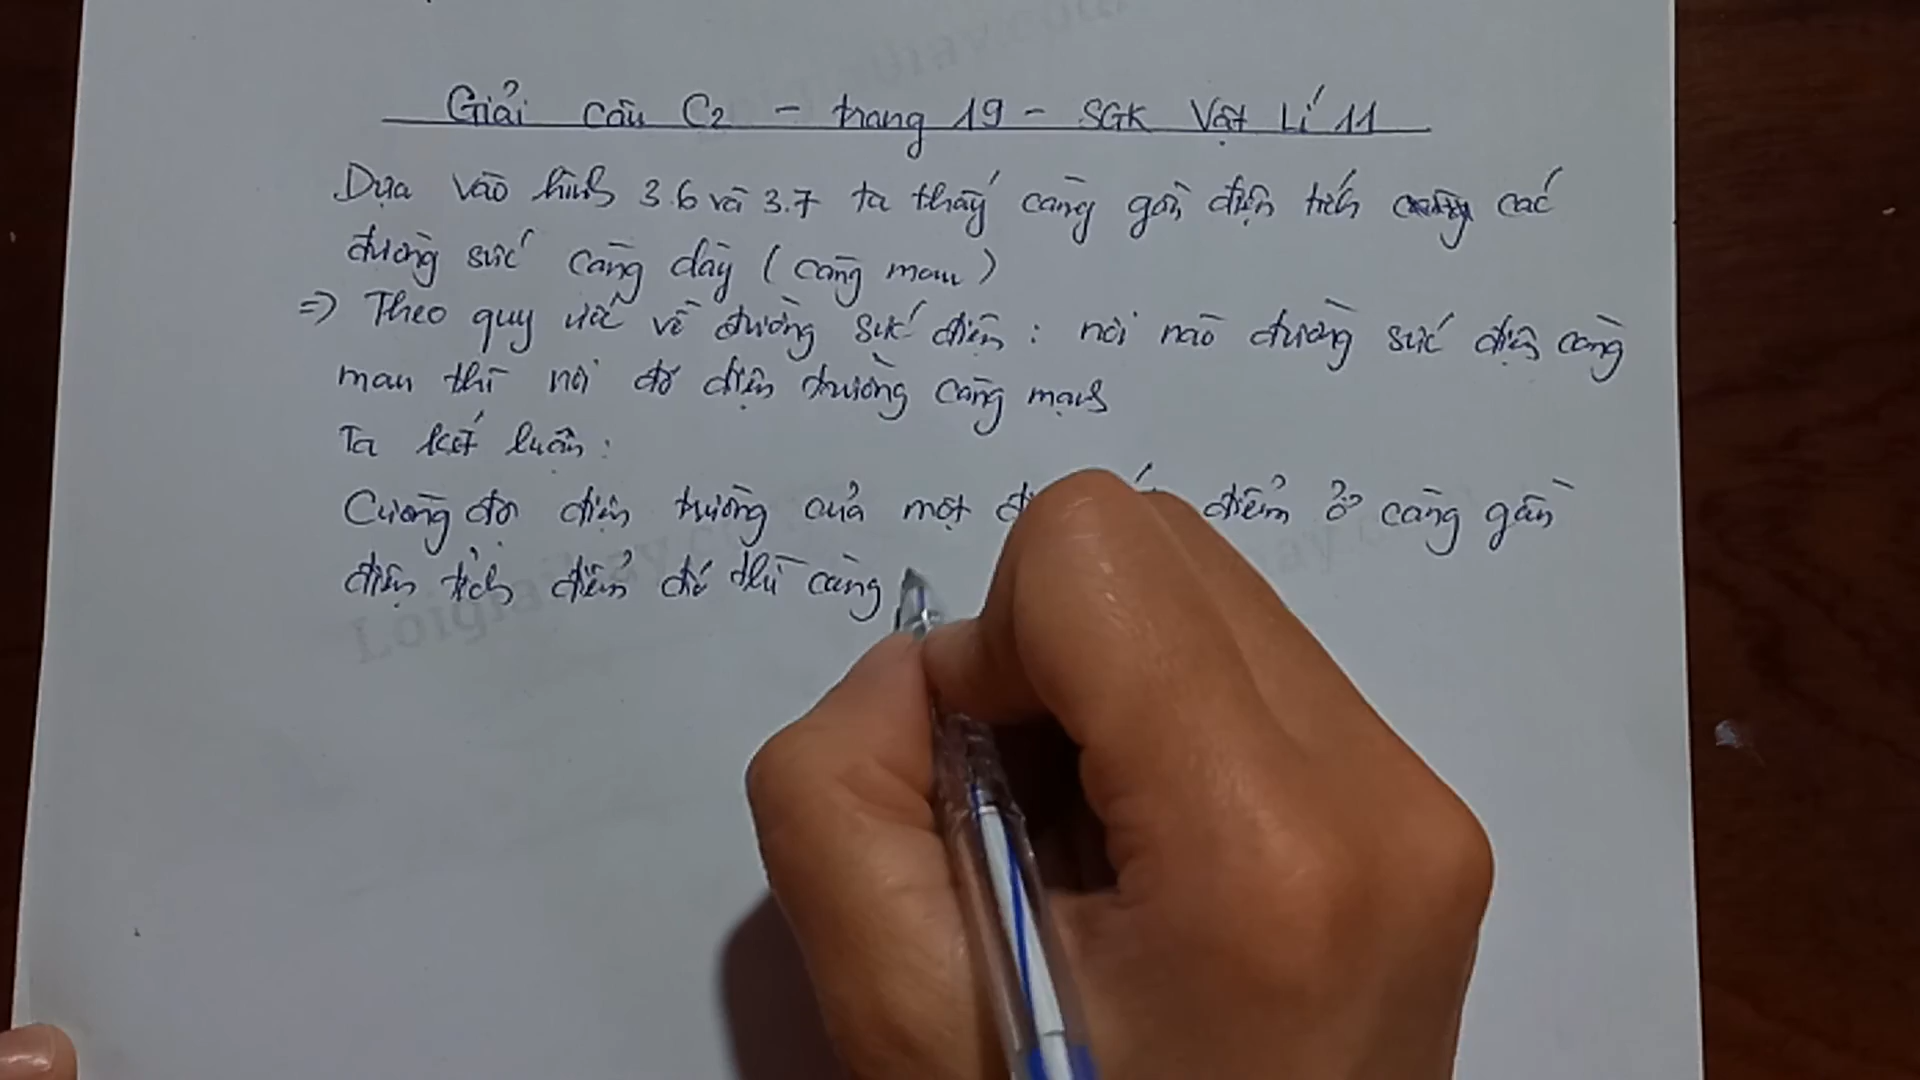 Giải câu C2 - trang 19 - SGK Vật Lí 11
Dựa vào hình 3.6 và 3.7 ta thấy càng gần điện tích các
đường sức càng dày (càng mau)
=> Theo quy ước về đường sức điện : nơi nào đường sức điện càng
mau thì nơi đó điện trường càng mạnh
Ta kết luận :
Cường độ điện trường của một điểm ở càng gần
điện tích điểm đó thì càng